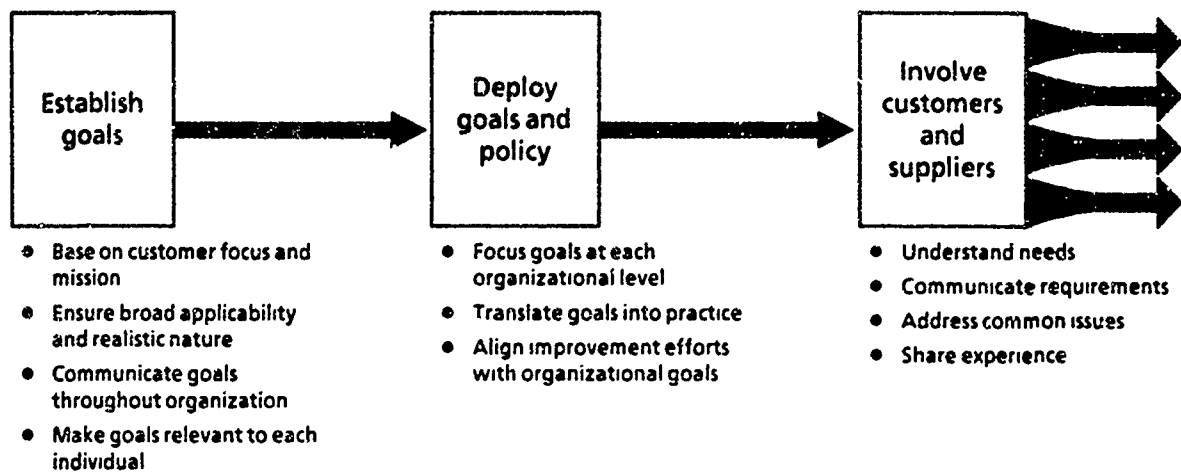 Establish
goals
Deploy
goals and
policy
Involve
customers
and
suppliers
• Base on customer focus and
mission
• Ensure broad applicability
and realistic nature
• Communicate goals
throughout organization
• Make goals relevant to each
individual
• Focus goals at each
organizational level
• Translate goals into practice
• Align improvement efforts
with organizational goals
• Understand needs
• Communicate requirements
• Address common issues
• Share experience